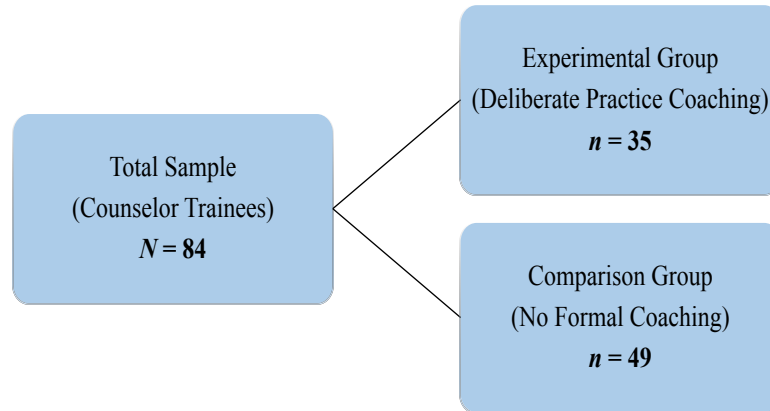 Total Sample
(Counselor Trainees)
N = 84
Experimental Group
(Deliberate Practice Coaching)
n = 35
Comparison Group
(No Formal Coaching)
n = 49